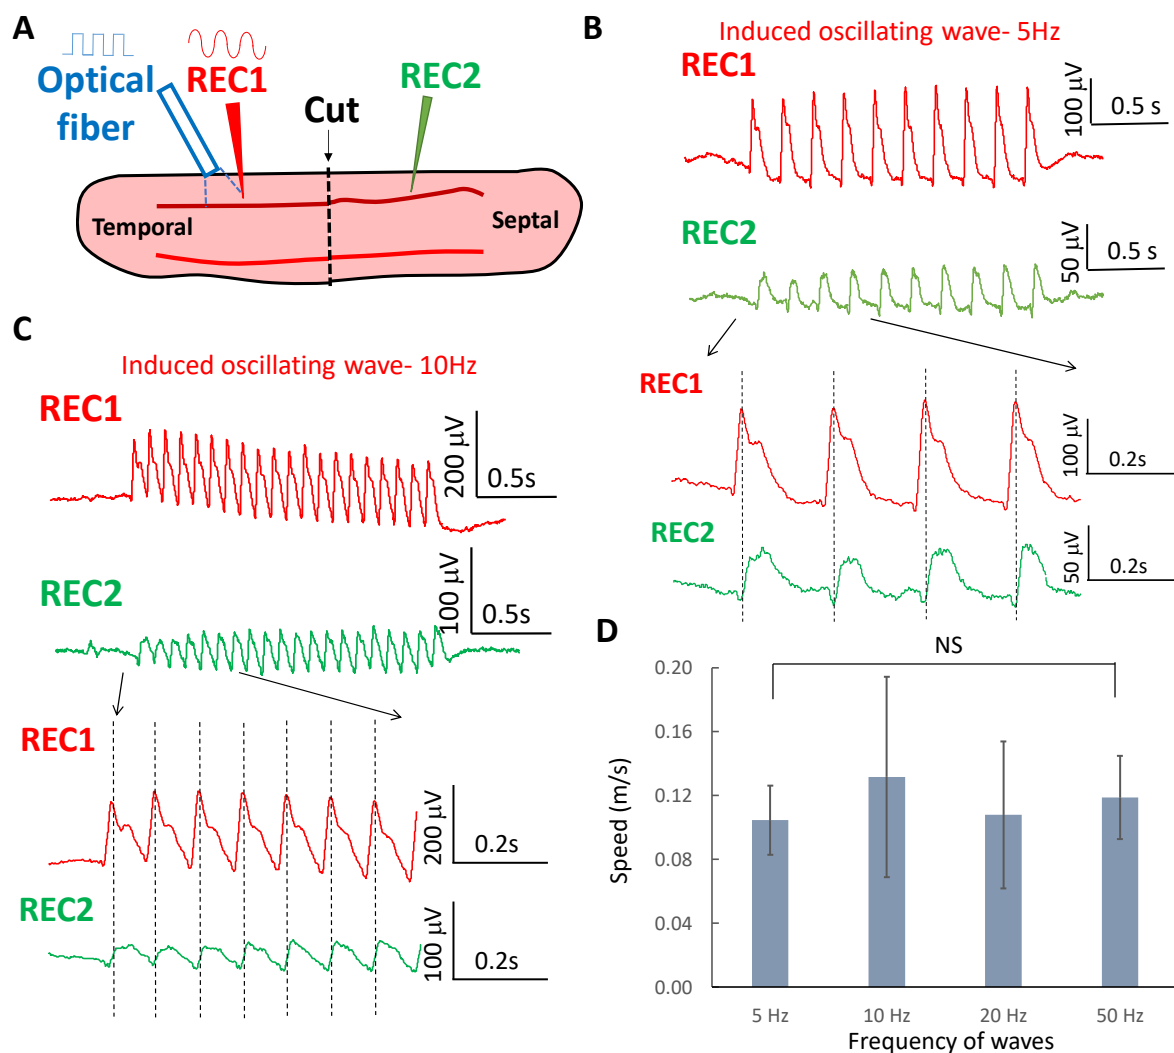 A
Optical
fiber
REC1
REC2
Cut
Temporal
Septal
B
Induced oscillating wave- 5Hz
REC1
100 µV
0.5 s
REC2
50 µV
0.5 s
REC1
100 µV
0.2s
REC2
50 µV
0.2s
C
Induced oscillating wave- 10Hz
REC1
200 µV
0.5s
REC2
100 µV
0.5s
REC1
200 µV
0.2s
REC2
100 µV
0.2s
D
NS
Speed (m/s)
0.20
0.16
0.12
0.08
0.04
0.00
5 Hz 10 Hz 20 Hz 50 Hz
Frequency of waves